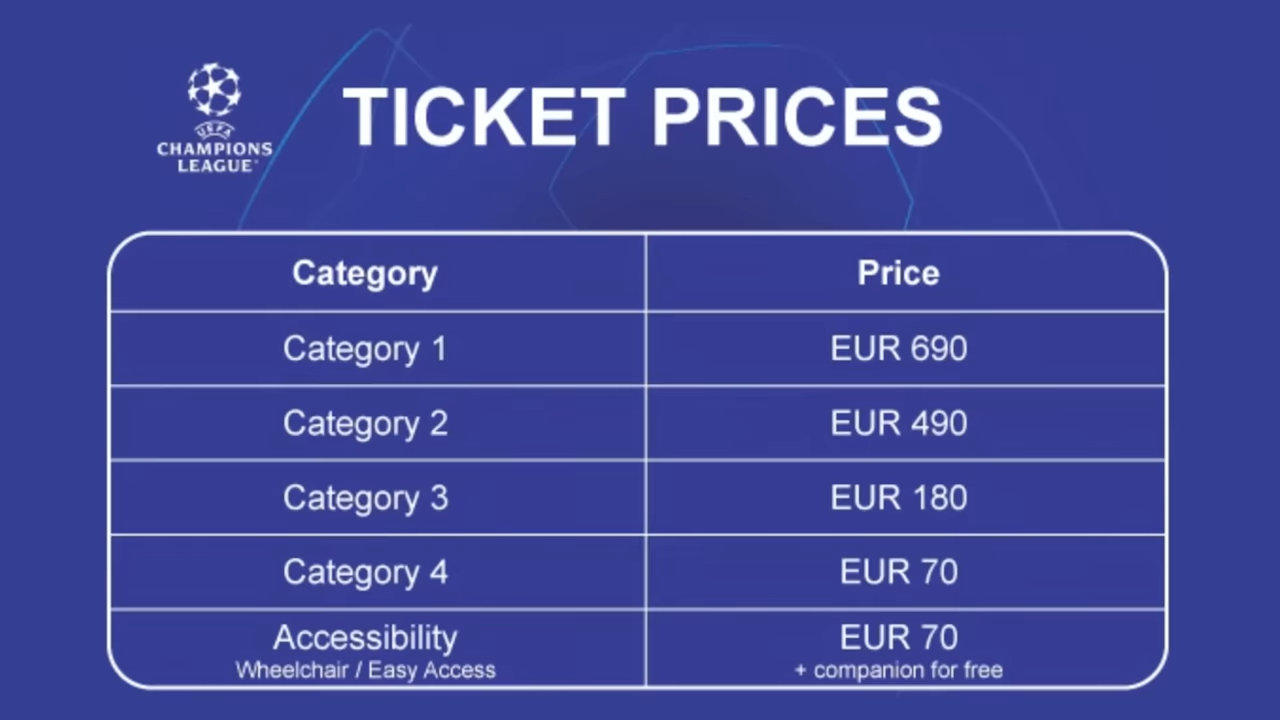 UEFA
CHAMPIONS
LEAGUE
TICKET PRICES
Category Price
Category 1 EUR 690
Category 2 EUR 490
Category 3 EUR 180
Category 4 EUR 70
Accessibility EUR 70
Wheelchair / Easy Access + companion for free